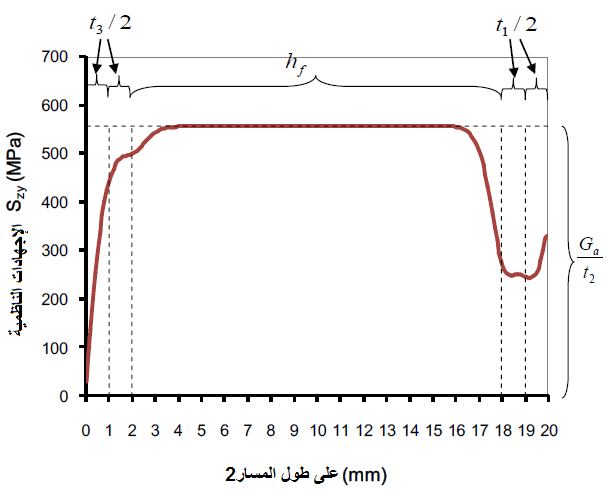 t3 / 2
t1 / 2
hf
700
600
500
400
300
200
100
0
الإجهادات الناظمية Szy (MPa)
Ga
t2
0 1 2 3 4 5 6 7 8 9 10 11 12 13 14 15 16 17 18 19 20
على طول المسار2 (mm)